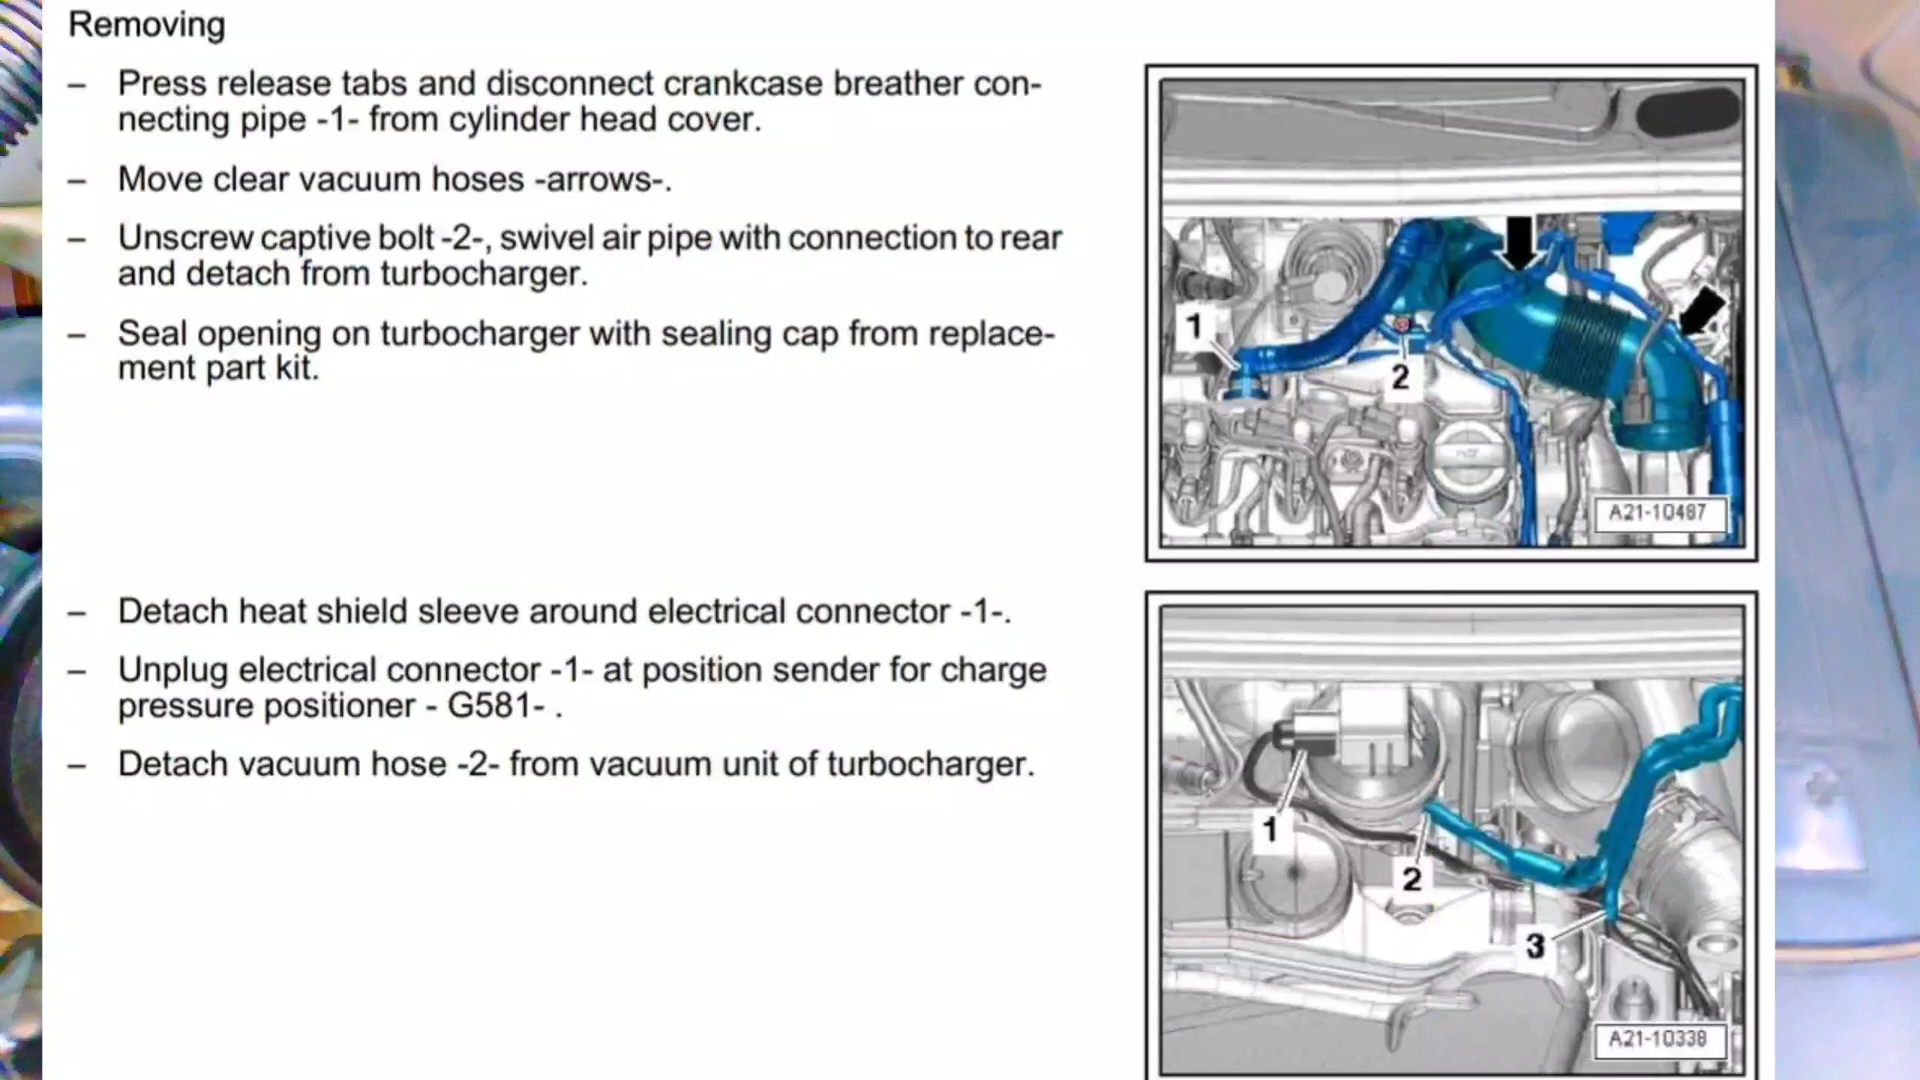 Removing
– Press release tabs and disconnect crankcase breather con-
necting pipe -1- from cylinder head cover.
– Move clear vacuum hoses -arrows-.
– Unscrew captive bolt -2-, swivel air pipe with connection to rear
and detach from turbocharger.
– Seal opening on turbocharger with sealing cap from replace-
ment part kit.
1
2
A21-10487
– Detach heat shield sleeve around electrical connector -1-.
– Unplug electrical connector -1- at position sender for charge
pressure positioner - G581- .
– Detach vacuum hose -2- from vacuum unit of turbocharger.
1
2
3
A21-10338